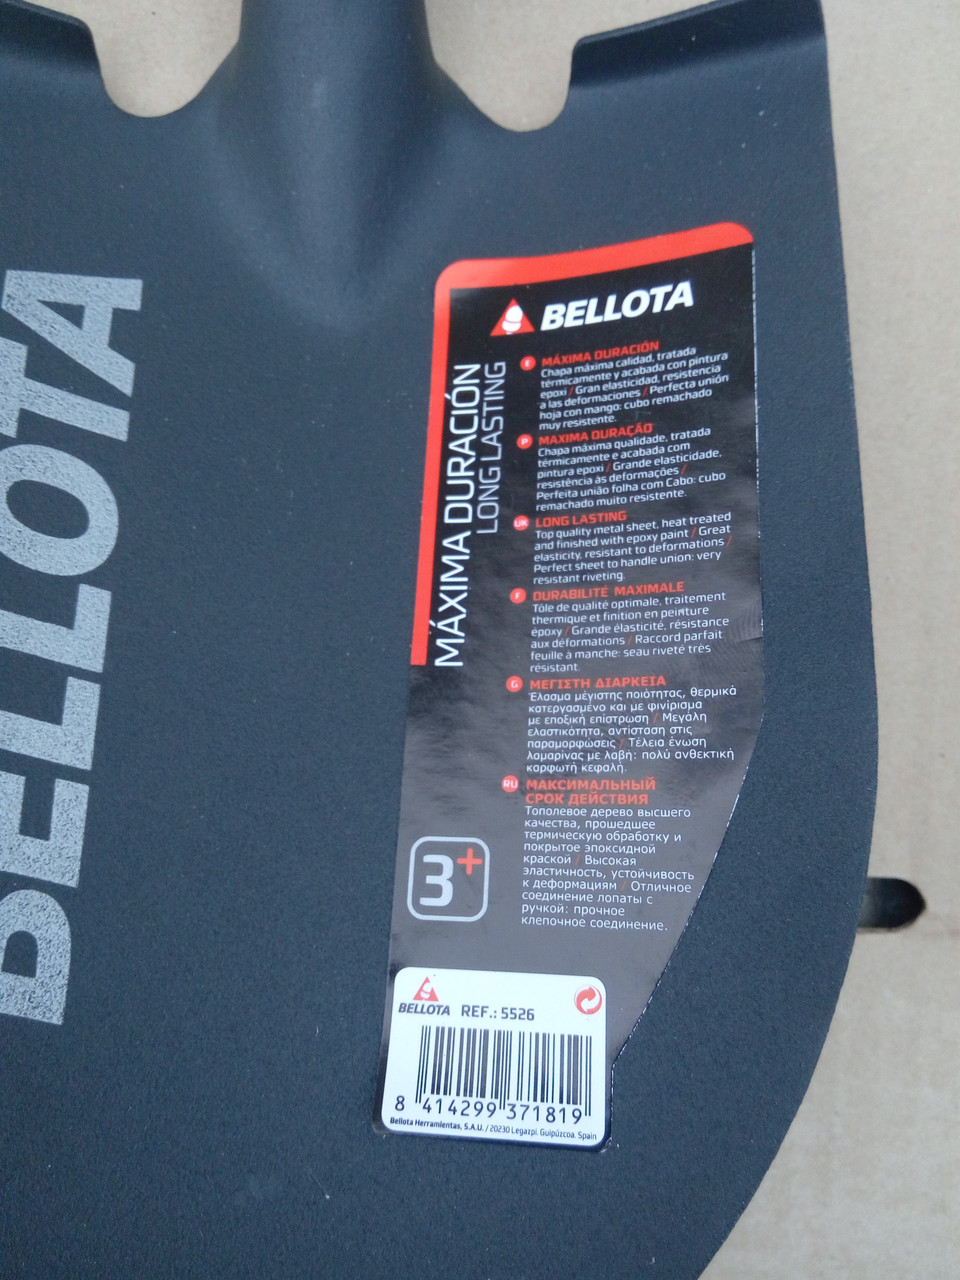 BELLOTA
BELLOTA
MÁXIMA DURACIÓN
LONG LASTING
E MÁXIMA DURACIÓN
Chapa máxima calidad, tratada
térmicamente y acabada con pintura
epoxi / Gran elasticidad, resistencia
a las deformaciones / Perfecta unión
hoja con mango: cubo remachado
muy resistente.
P MAXIMA DURAÇÃO
Chapa máxima qualidade, tratada
térmicamente e acabada com
pintura epoxi / Grande elasticidade,
resistência às deformações /
Perfeita união folha com Cabo: cubo
remachado muito resistente.
UK LONG LASTING
Top quality metal sheet, heat treated
and finished with epoxy paint / Great
elasticity, resistant to deformations /
Perfect sheet to handle union: very
resistant riveting.
F DURABILITÉ MAXIMALE
Tôle de qualité optimale, traitement
thermique et finition en peinture
époxy / Grande élasticité, résistance
aux déformations / Raccord parfait
feuille à manche: seau riveté très
résistant.
G ΜΕΓΙΣΤΗ ΔΙΑΡΚΕΙΑ
Έλασμα μέγιστης ποιότητας, θερμικά
κατεργασμένο και με φινίρισμα
με εποξική επίστρωση / Μεγάλη
ελαστικότητα, αντίσταση στις
παραμορφώσεις / Τέλεια ένωση
λαμαρίνας με λαβή: πολύ ανθεκτική
καρφωτή κεφαλή.
RU МАКСИМАЛЬНЫЙ
СРОК ДЕЙСТВИЯ
Тополевое дерево высшего
качества, прошедшее
термическую обработку и
покрытое эпоксидной
краской / Высокая
эластичность, устойчивость
к деформациям / Отличное
соединение лопаты с
ручкой: прочное
клепочное соединение.
3+
BELLOTA REF.: 5526
8 414299 371819
Bellota Herramientas, S.A.U. / 20230 Legazpi. Guipúzcoa. Spain